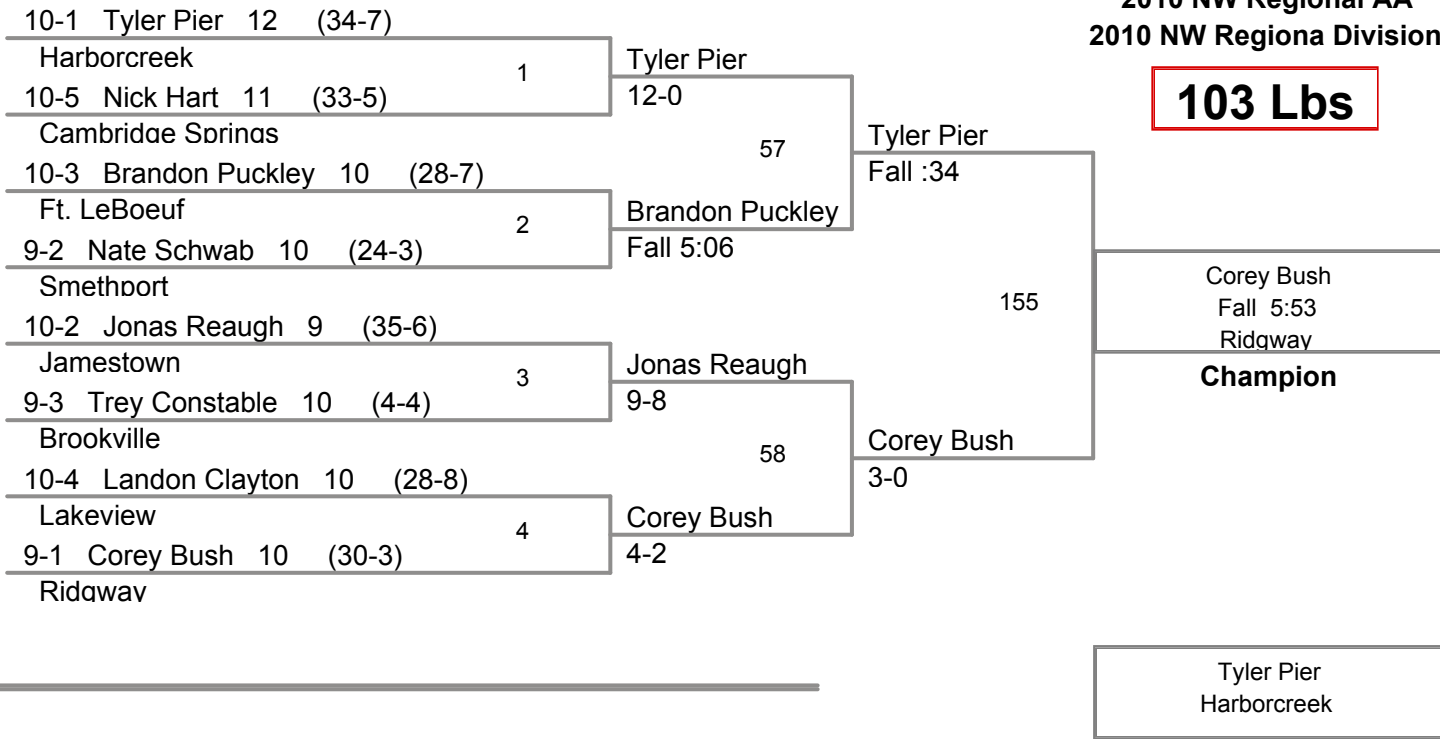 2010 NW Regional AA
2010 NW Regiona Division
103 Lbs
10-1 Tyler Pier 12 (34-7)
Harborcreek
1
10-5 Nick Hart 11 (33-5)
Cambridge Springs
10-3 Brandon Puckley 10 (28-7)
Ft. LeBoeuf
2
9-2 Nate Schwab 10 (24-3)
Smethport
10-2 Jonas Reaugh 9 (35-6)
Jamestown
3
9-3 Trey Constable 10 (4-4)
Brookville
10-4 Landon Clayton 10 (28-8)
Lakeview
4
9-1 Corey Bush 10 (30-3)
Ridgway
Tyler Pier
12-0
57
Brandon Puckley
Fall 5:06
Jonas Reaugh
9-8
58
Corey Bush
4-2
Tyler Pier
Fall :34
155
Corey Bush
3-0
Corey Bush
Fall 5:53
Ridgway
Champion
Tyler Pier
Harborcreek